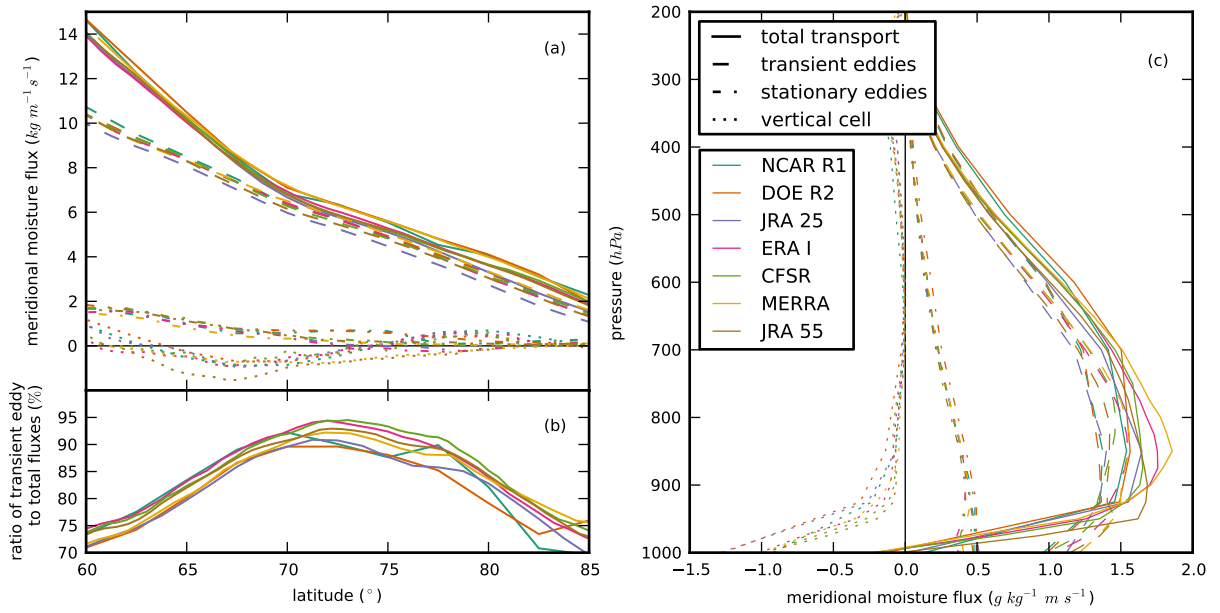 (a)
meridional moisture flux (kg m⁻¹ s⁻¹)
14
12
10
8
6
4
2
0
(b)
ratio of transient eddy
to total fluxes (%)
95
90
85
80
75
70
60 65 70 75 80 85
latitude (°)
(c)
total transport
transient eddies
stationary eddies
vertical cell
NCAR R1
DOE R2
JRA 25
ERA I
CFSR
MERRA
JRA 55
pressure (hPa)
200
300
400
500
600
700
800
900
1000
−1.5 −1.0 −0.5 0.0 0.5 1.0 1.5 2.0
meridional moisture flux (g kg⁻¹ m s⁻¹)